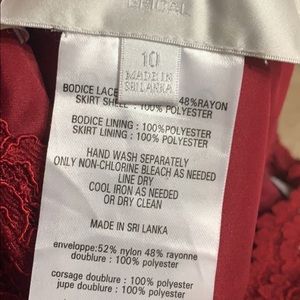 BRIDAL
10
MADE IN
SRI LANKA
BODICE LACE 48%RAYON
SKIRT SHELL : 100% POLYESTER
BODICE LINING : 100%POLYESTER
SKIRT LINING : 100% POLYESTER
HAND WASH SEPARATELY
ONLY NON-CHLORINE BLEACH AS NEEDED
LINE DRY
COOL IRON AS NEEDED
OR DRY CLEAN
MADE IN SRI LANKA
enveloppe:52% nylon 48% rayonne
doublure : 100% polyester
corsage doublure : 100% polyester
jupe doublure : 100% polyester